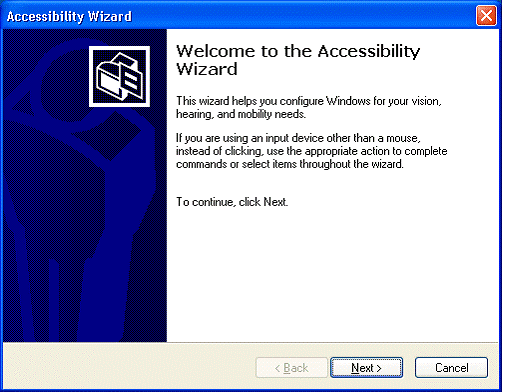 Accessibility Wizard
Welcome to the Accessibility
Wizard
This wizard helps you configure Windows for your vision,
hearing, and mobility needs.
If you are using an input device other than a mouse,
instead of clicking, use the appropriate action to complete
commands or select items throughout the wizard.
To continue, click Next.
< Back Next > Cancel